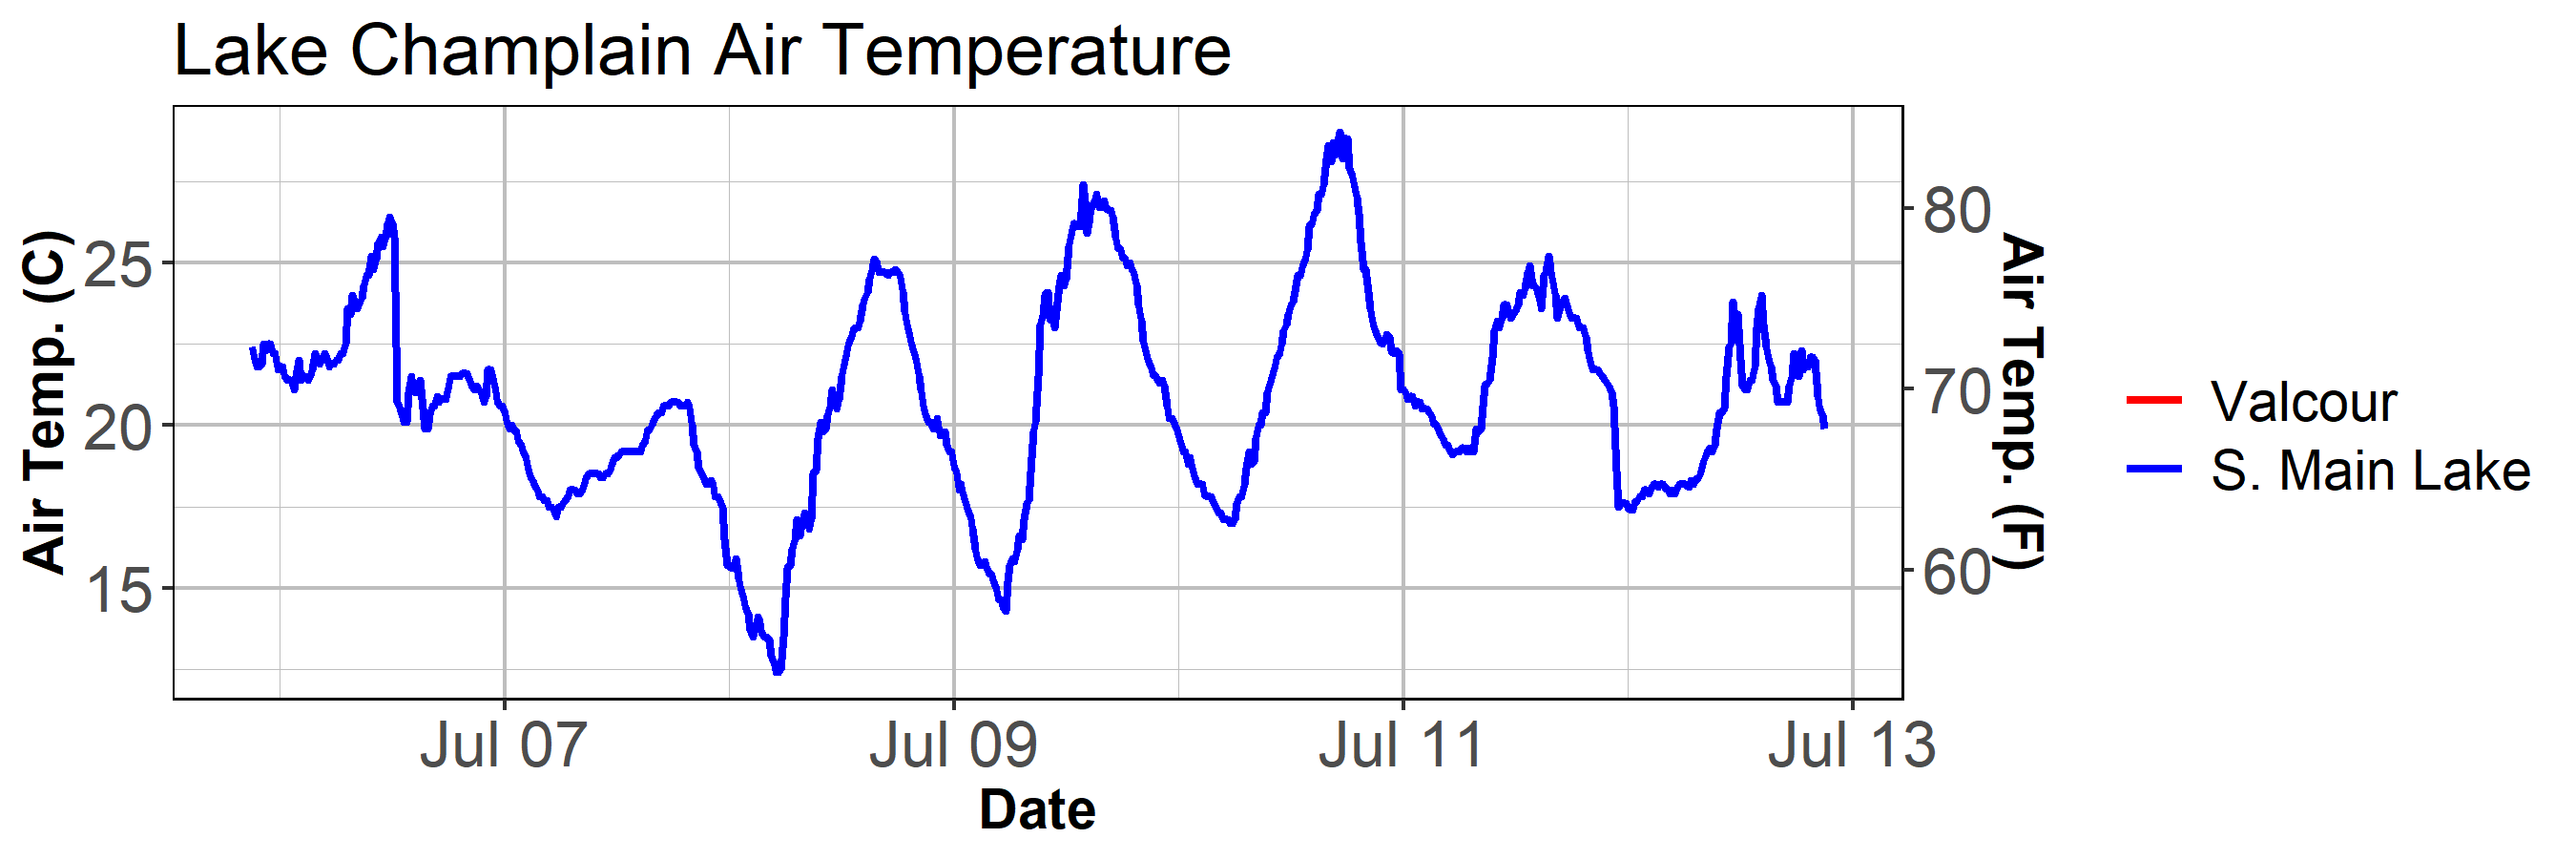 Lake Champlain Air Temperature
Air Temp. (C)
25
20
15
80
70
60
Air Temp. (F)
Valcour
S. Main Lake
Jul 07
Jul 09
Jul 11
Jul 13
Date